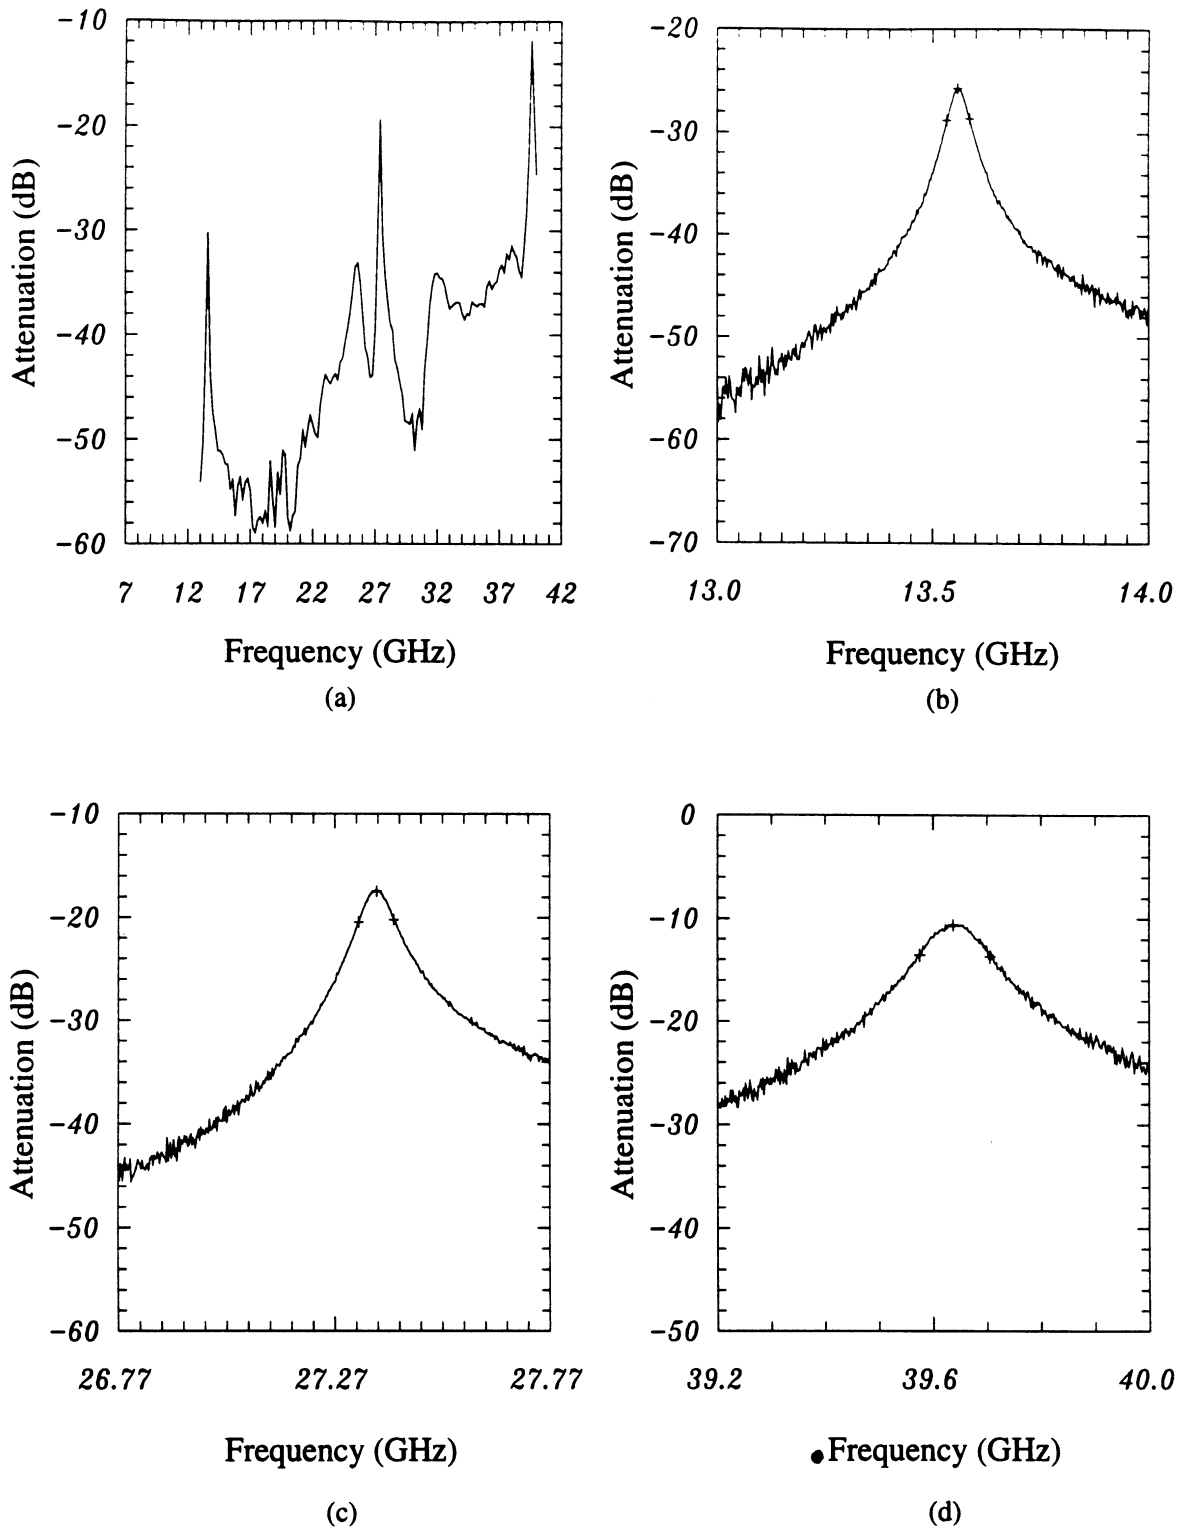 -10
-20
-30
-40
-50
-60
Attenuation (dB)
7 12 17 22 27 32 37 42
Frequency (GHz)
(a)
-20
-30
-40
-50
-60
-70
Attenuation (dB)
13.0 13.5 14.0
Frequency (GHz)
(b)
-10
-20
-30
-40
-50
-60
Attenuation (dB)
26.77 27.27 27.77
Frequency (GHz)
(c)
0
-10
-20
-30
-40
-50
Attenuation (dB)
39.2 39.6 40.0
Frequency (GHz)
(d)